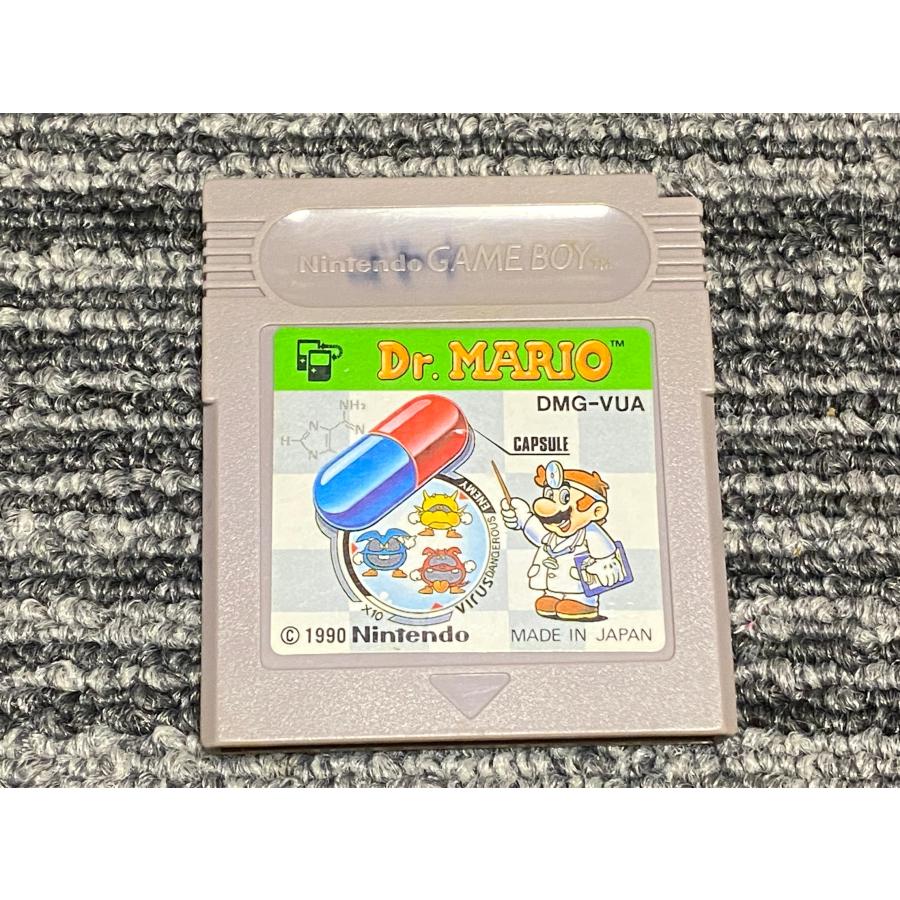 Nintendo GAME BOY™
Dr. MARIO™
DMG-VUA
NH₂
N
N
H
N
N
CAPSULE
VIRUS DANGEROUS ENEMY
X10
© 1990 Nintendo
MADE IN JAPAN